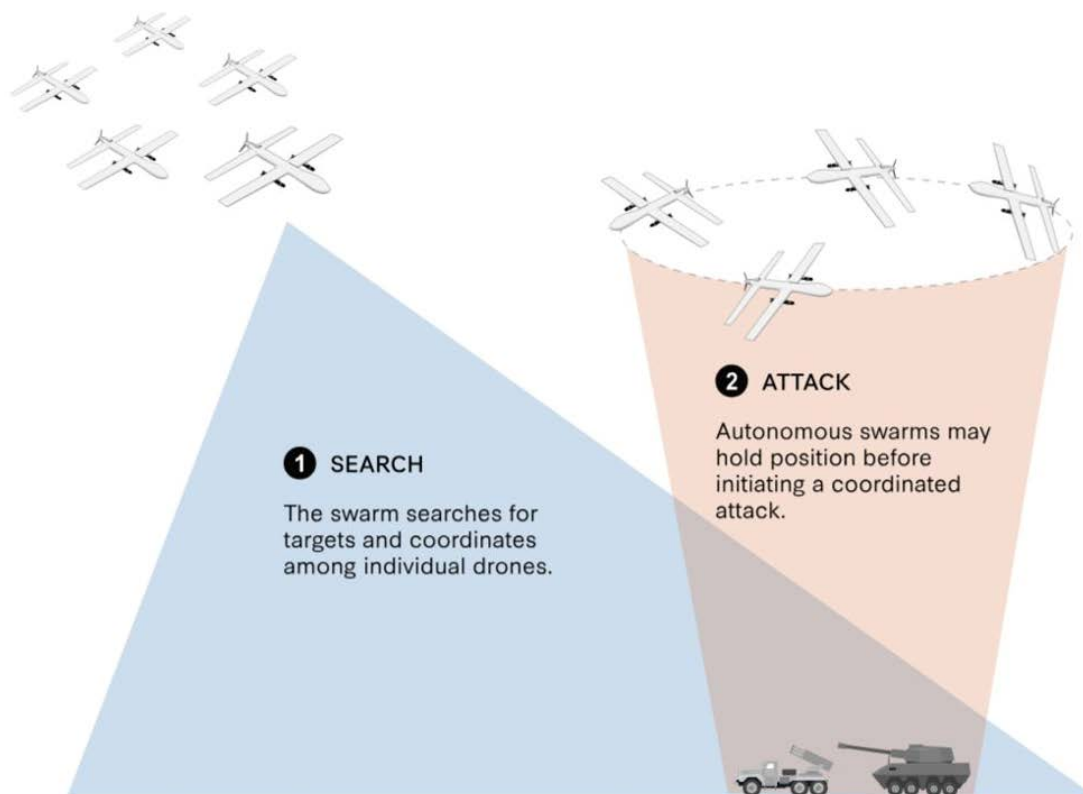 1 SEARCH
The swarm searches for
targets and coordinates
among individual drones.
2 ATTACK
Autonomous swarms may
hold position before
initiating a coordinated
attack.